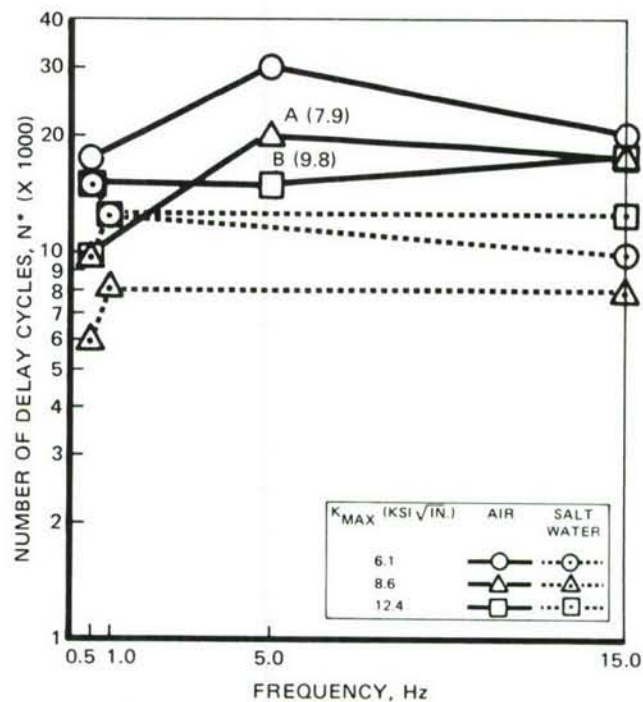 NUMBER OF DELAY CYCLES, N* (X 1000)
40
30
20
10
9
8
7
6
5
4
3
2
1
A (7.9)
B (9.8)
K MAX (KSI √IN.) AIR SALT WATER
6.1
8.6
12.4
0.5 1.0 5.0 15.0
FREQUENCY, Hz